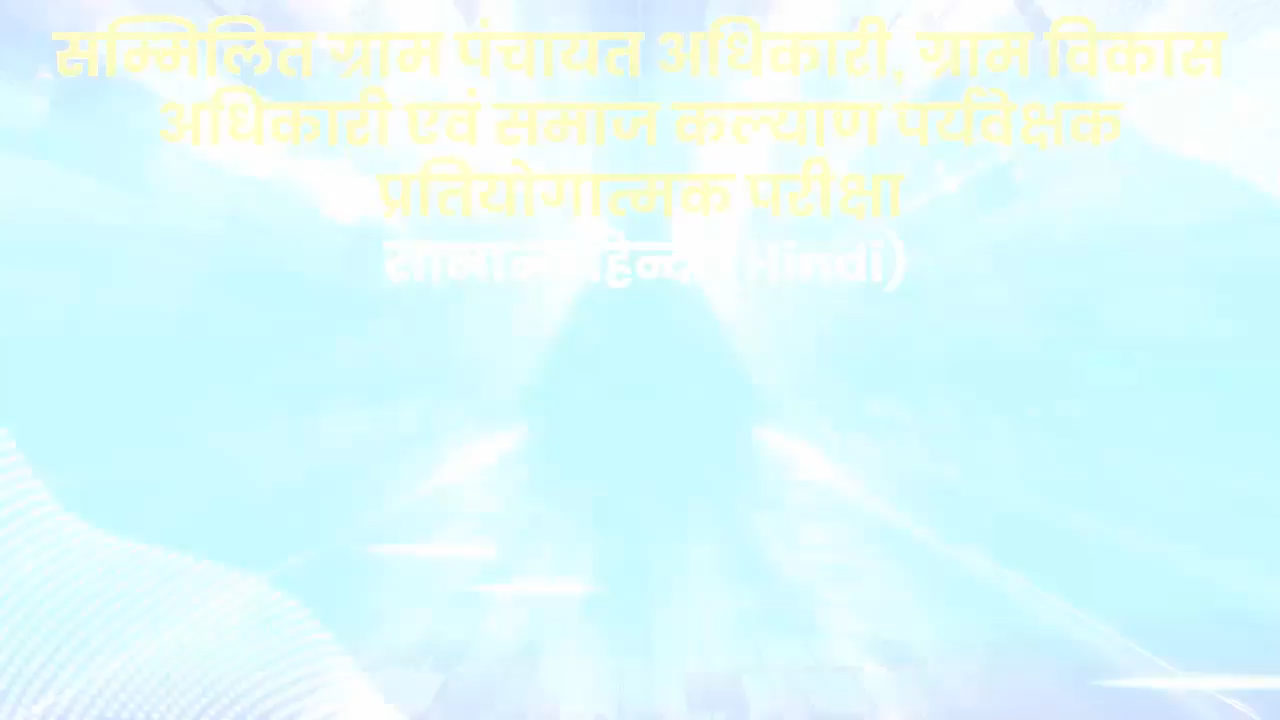 सम्मिलित ग्राम पंचायत अधिकारी, ग्राम विकास
अधिकारी एवं समाज कल्याण पर्यवेक्षक
प्रतियोगात्मक परीक्षा
सामान्य हिन्दी (Hindi)